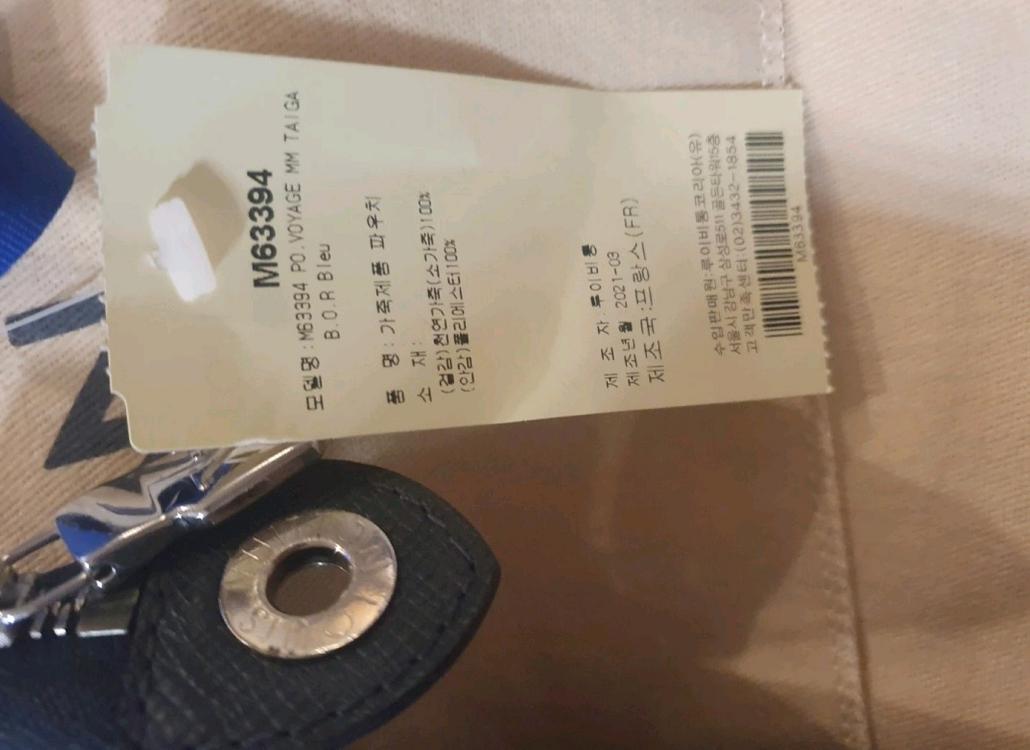 M63394
모델명:M63394 PO.VOYAGE MM TAIGA
B.O.R Bleu
품 명:가죽제품 파우치
소 재:
(겉감)천연가죽(소가죽)100%
(안감)폴리에스터100%
제 조 자:루이비통
제조년월 2021-03
제조국:프랑스(FR)
수입판매원:루이비통코리아(유)
서울시 강남구 삼성로511 골든타워15층
고객만족센터(02)3432-1854
M63394